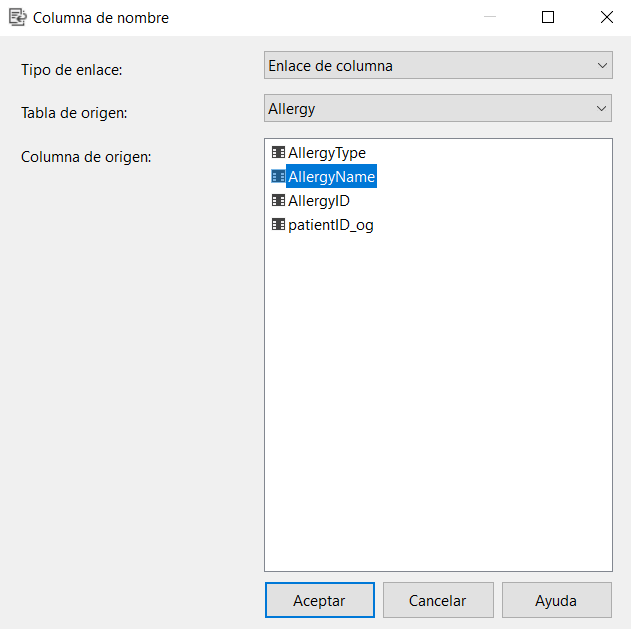 Columna de nombre
Tipo de enlace:
Enlace de columna
Tabla de origen:
Allergy
Columna de origen:
AllergyType
AllergyName
AllergyID
patientID_og
Aceptar
Cancelar
Ayuda